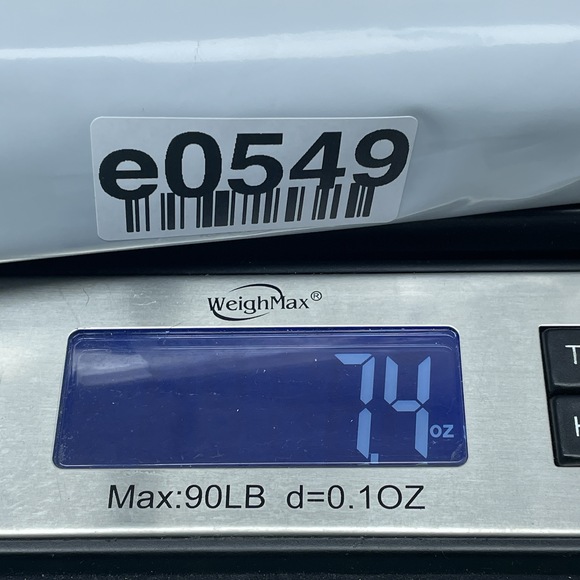 e0549
WeighMax®
7.4 oz
T
Max:90LB d=0.1OZ